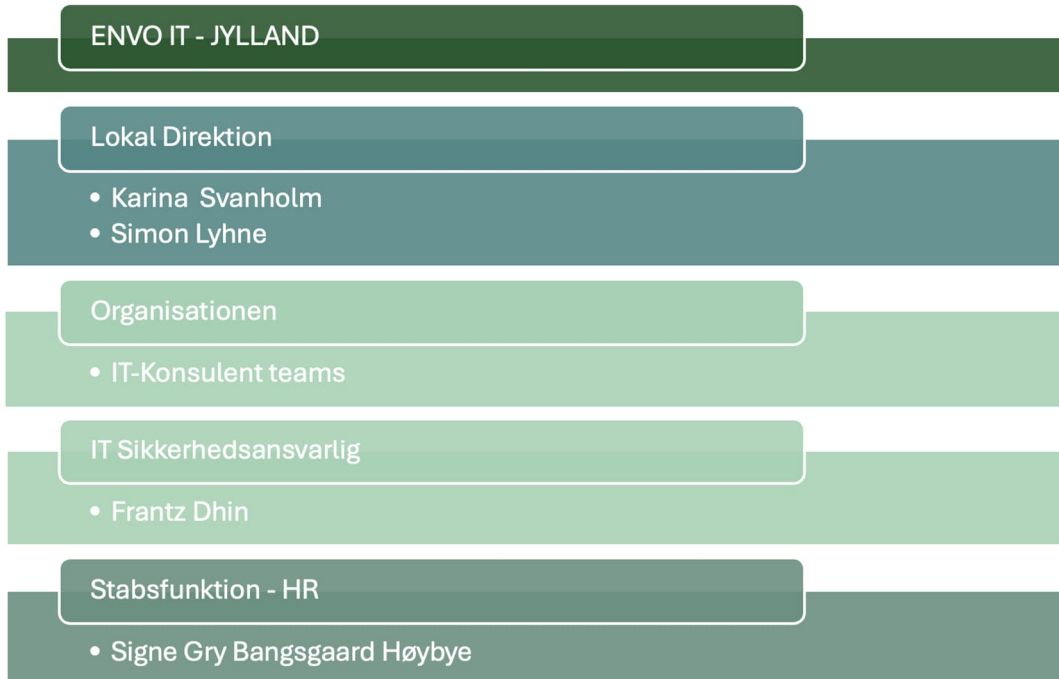 ENVO IT - JYLLAND
Lokal Direktion
• Karina Svanholm
• Simon Lyhne
Organisationen
• IT-Konsulent teams
IT Sikkerhedsansvarlig
• Frantz Dhin
Stabsfunktion - HR
• Signe Gry Bangsgaard Høybye